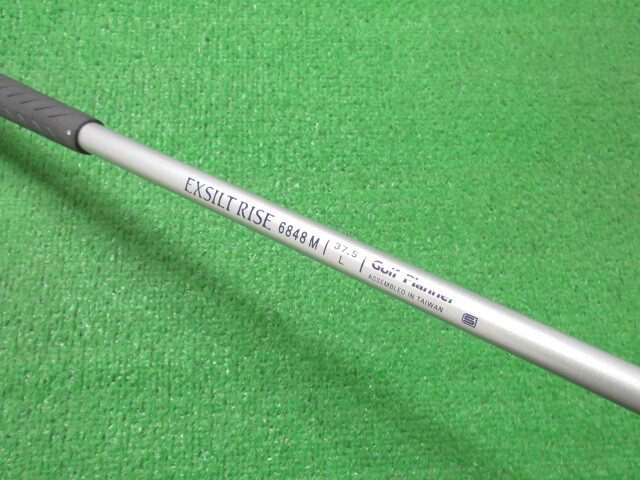 EXSILT RISE 6848 M | 37.5 L | Golf Planner
ASSEMBLED IN TAIWAN
S